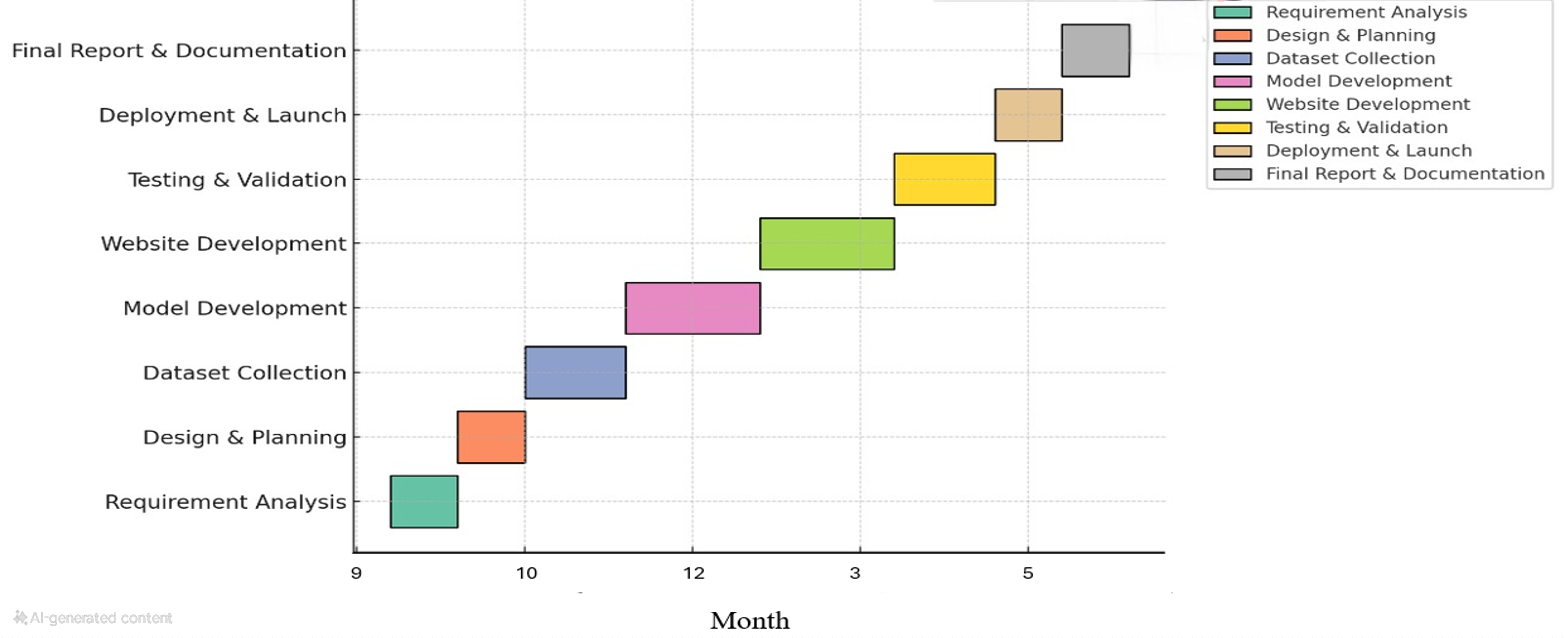 Final Report & Documentation
Deployment & Launch
Testing & Validation
Website Development
Model Development
Dataset Collection
Design & Planning
Requirement Analysis
9 10 12 3 5
Month
Requirement Analysis
Design & Planning
Dataset Collection
Model Development
Website Development
Testing & Validation
Deployment & Launch
Final Report & Documentation
AI-generated content